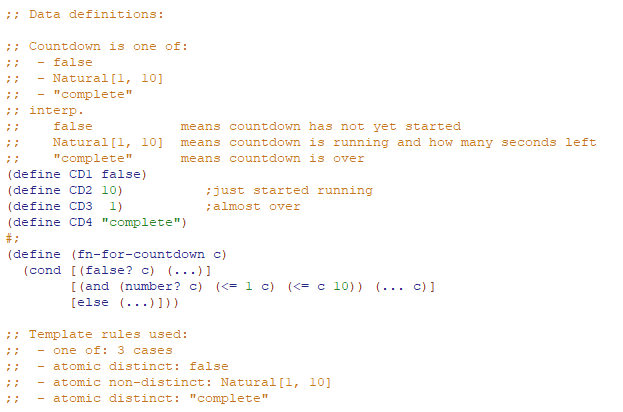 ;; Data definitions:
;; Countdown is one of:
;;  - false
;;  - Natural[1, 10]
;;  - "complete"
;; interp.
;;    false           means countdown has not yet started
;;    Natural[1, 10]  means countdown is running and how many seconds left
;;    "complete"      means countdown is over
(define CD1 false)
(define CD2 10)          ;just started running
(define CD3  1)          ;almost over
(define CD4 "complete")
#;
(define (fn-for-countdown c)
  (cond [(false? c) (...)]
        [(and (number? c) (<= 1 c) (<= c 10)) (... c)]
        [else (...)]))
;; Template rules used:
;;  - one of: 3 cases
;;  - atomic distinct: false
;;  - atomic non-distinct: Natural[1, 10]
;;  - atomic distinct: "complete"